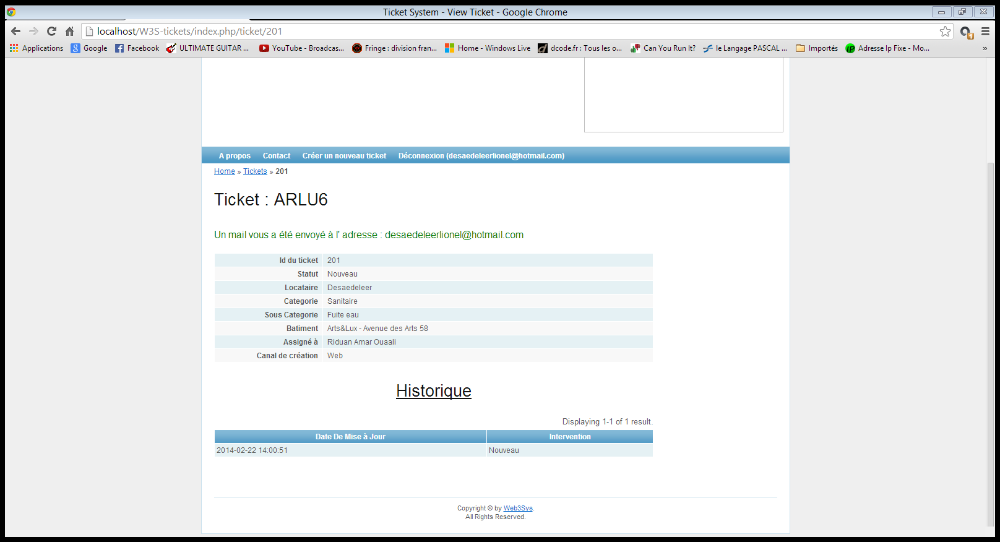 Ticket System - View Ticket - Google Chrome
localhost/W3S-tickets/index.php/ticket/201
Applications Google Facebook ULTIMATE GUITAR ... YouTube - Broadcas... Fringe : division fran... Home - Windows Live dcode.fr : Tous les o... Can You Run It? le Langage PASCAL ... Importés Adresse Ip Fixe - Mo... »
A propos Contact Créer un nouveau ticket Déconnexion (desaedeleerlionel@hotmail.com)
Home » Tickets » 201
Ticket : ARLU6
Un mail vous a été envoyé à l' adresse : desaedeleerlionel@hotmail.com
Id du ticket 201
Statut Nouveau
Locataire Desaedeleer
Categorie Sanitaire
Sous Categorie Fuite eau
Batiment Arts&Lux - Avenue des Arts 58
Assigné à Riduan Amar Ouaali
Canal de création Web
Historique
Displaying 1-1 of 1 result.
Date De Mise à Jour Intervention
2014-02-22 14:00:51 Nouveau
Copyright © by Web3Sys.
All Rights Reserved.